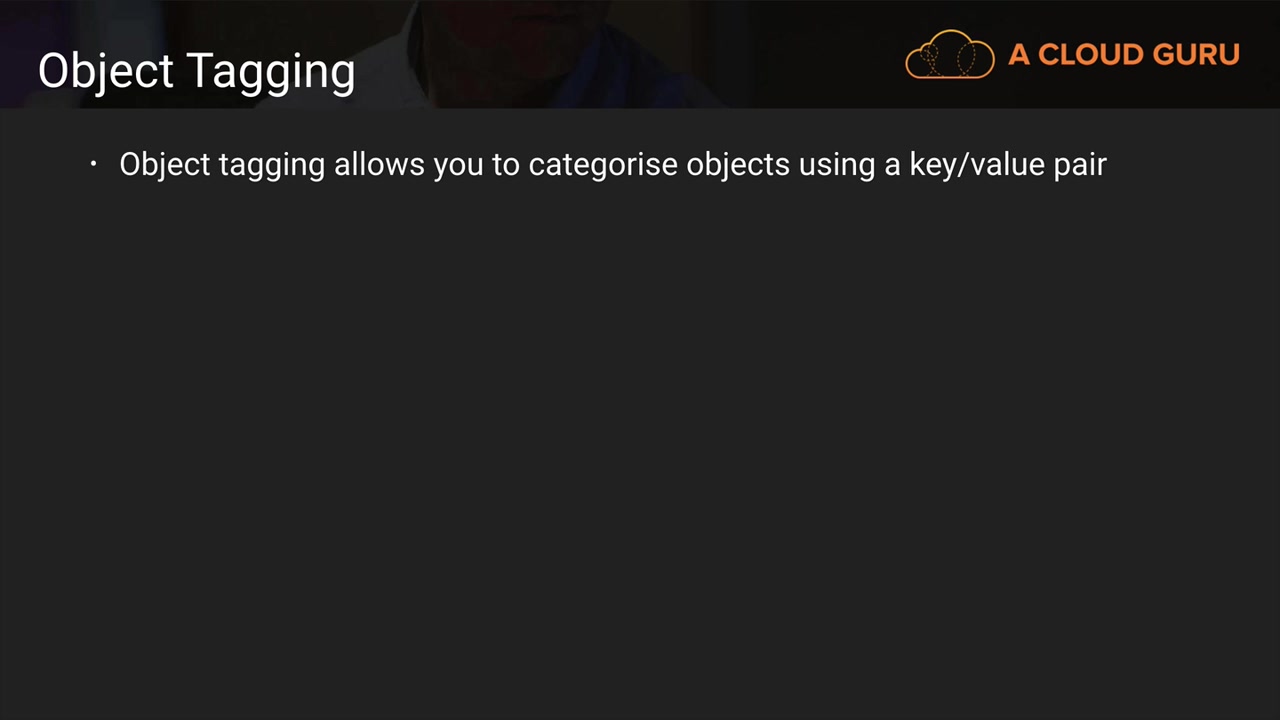 Object Tagging
A CLOUD GURU
· Object tagging allows you to categorise objects using a key/value pair